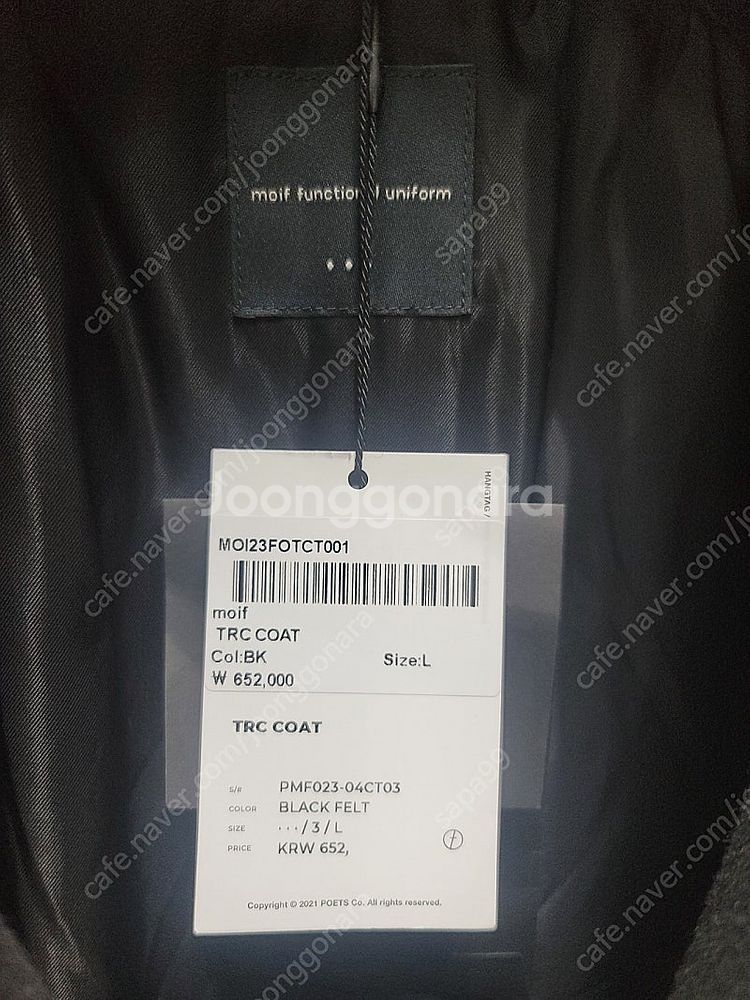 moif functional uniform
HANGTAG /
Joonggonara
MOI23FOTCT001
moif
TRC COAT
Col:BK Size:L
₩ 652,000
TRC COAT
S/# PMF023-04CT03
COLOR BLACK FELT
SIZE · · · / 3 / L
PRICE KRW 652,
Copyright © 2021 POETS Co. All rights reserved.
cafe.naver.com/joonggonara
sapa99